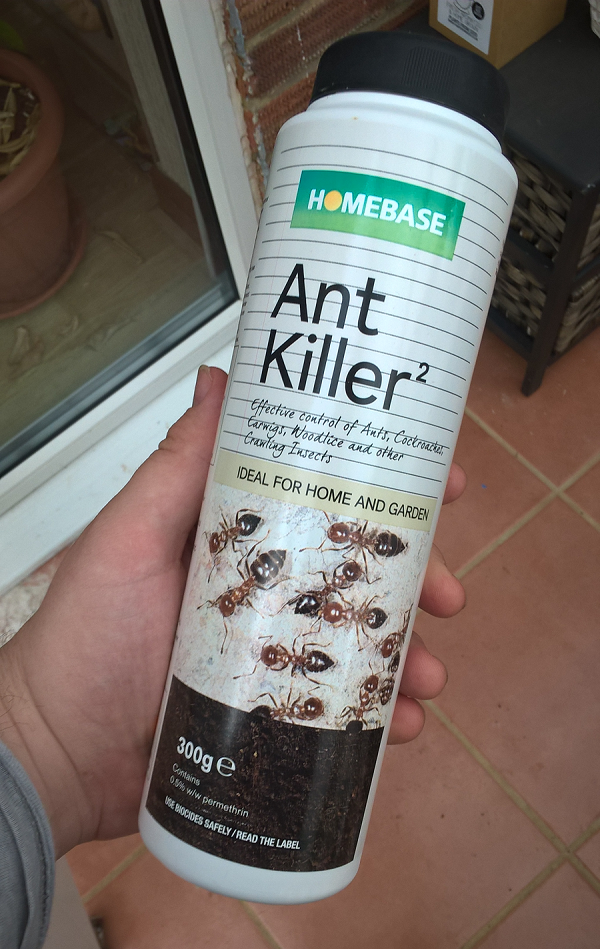 HOMEBASE
Ant
Killer²
Effective control of Ants, Cockroaches,
Earwigs, Woodlice and other
Crawling Insects
IDEAL FOR HOME AND GARDEN
300g ℮
Contains
0.5% w/w permethrin
USE BIOCIDES SAFELY / READ THE LABEL